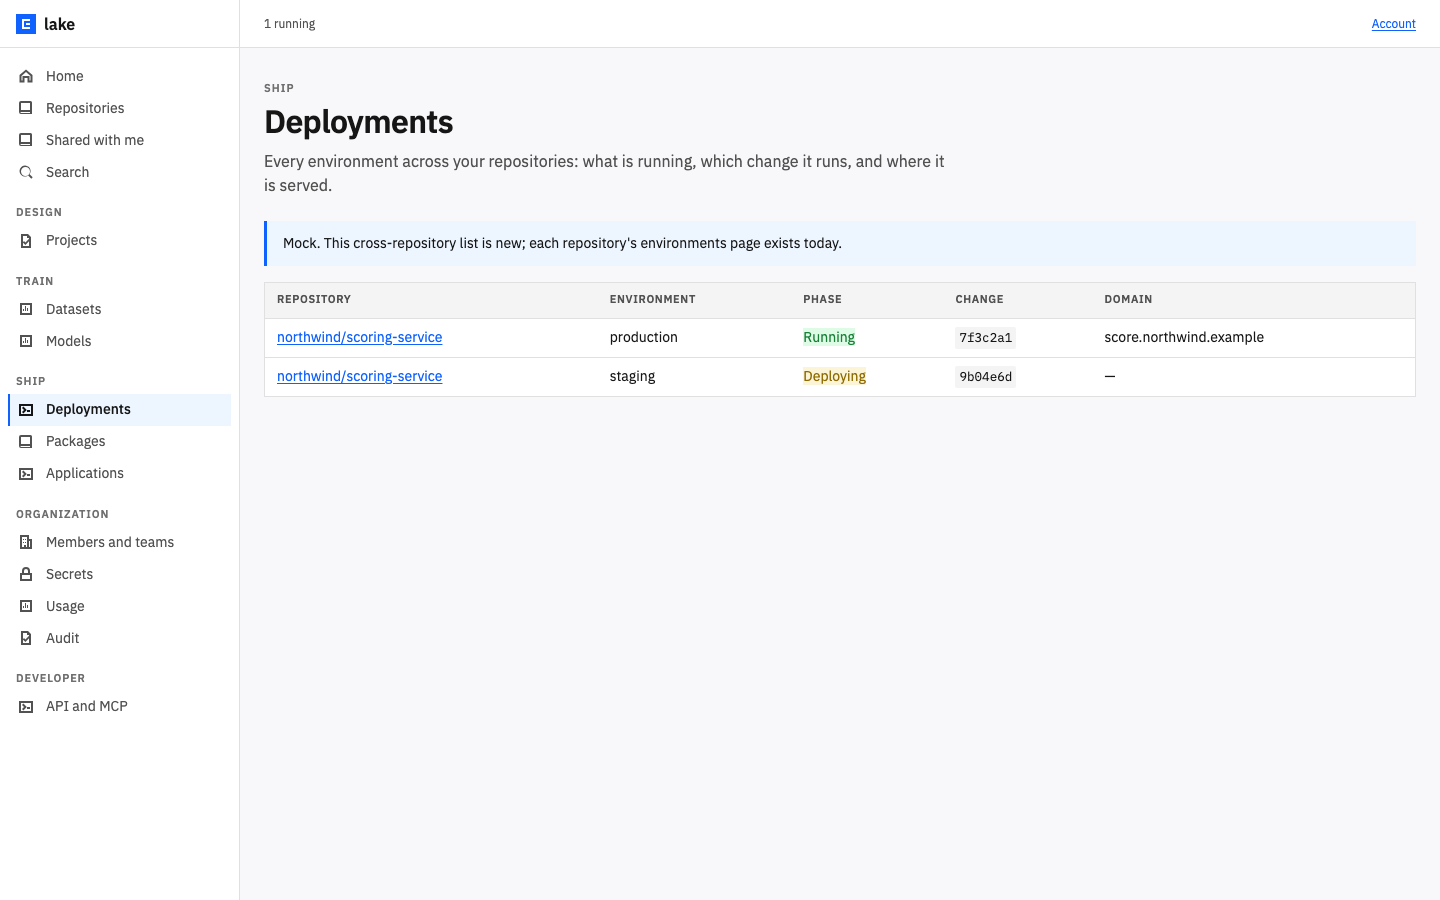 lake
1 running
Account
Home
Repositories
Shared with me
Search
DESIGN
Projects
TRAIN
Datasets
Models
SHIP
Deployments
Packages
Applications
ORGANIZATION
Members and teams
Secrets
Usage
Audit
DEVELOPER
API and MCP
SHIP
Deployments
Every environment across your repositories: what is running, which change it runs, and where it
is served.
Mock. This cross-repository list is new; each repository's environments page exists today.
REPOSITORY ENVIRONMENT PHASE CHANGE DOMAIN
northwind/scoring-service production Running 7f3c2a1 score.northwind.example
northwind/scoring-service staging Deploying 9b04e6d —